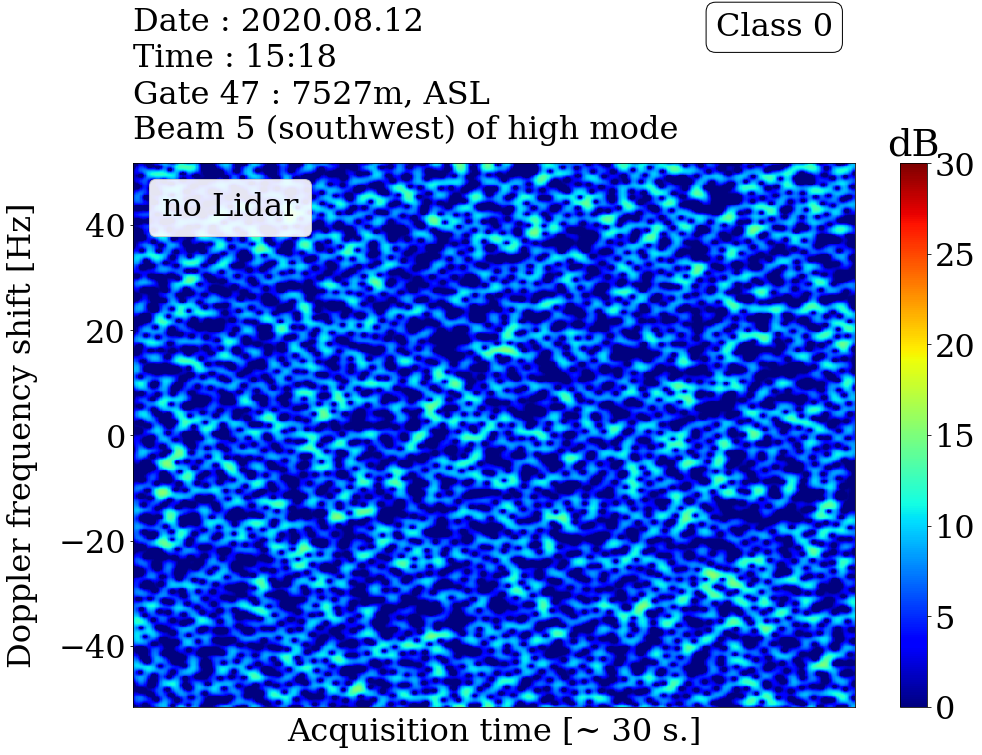 Date : 2020.08.12
Time : 15:18
Gate 47 : 7527m, ASL
Beam 5 (southwest) of high mode
Class 0
dB
no Lidar
Doppler frequency shift [Hz]
40
20
0
−20
−40
30
25
20
15
10
5
0
Acquisition time [~ 30 s.]